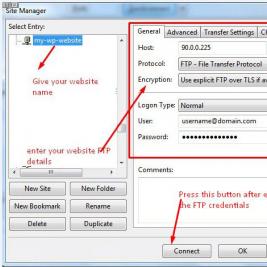 Site Manager
Select Entry:
my-wp-website
Give your website
name
enter your website FTP
details
New Site
New Folder
New Bookmark
Rename
Delete
Duplicate
General
Advanced
Transfer Settings
Host:
90.0.0.225
Protocol:
FTP - File Transfer Protocol
Encryption:
Use explicit FTP over TLS if av
Logon Type:
Normal
User:
username@domain.com
Password:
Comments:
Press this button after e
the FTP credentials
Connect
OK